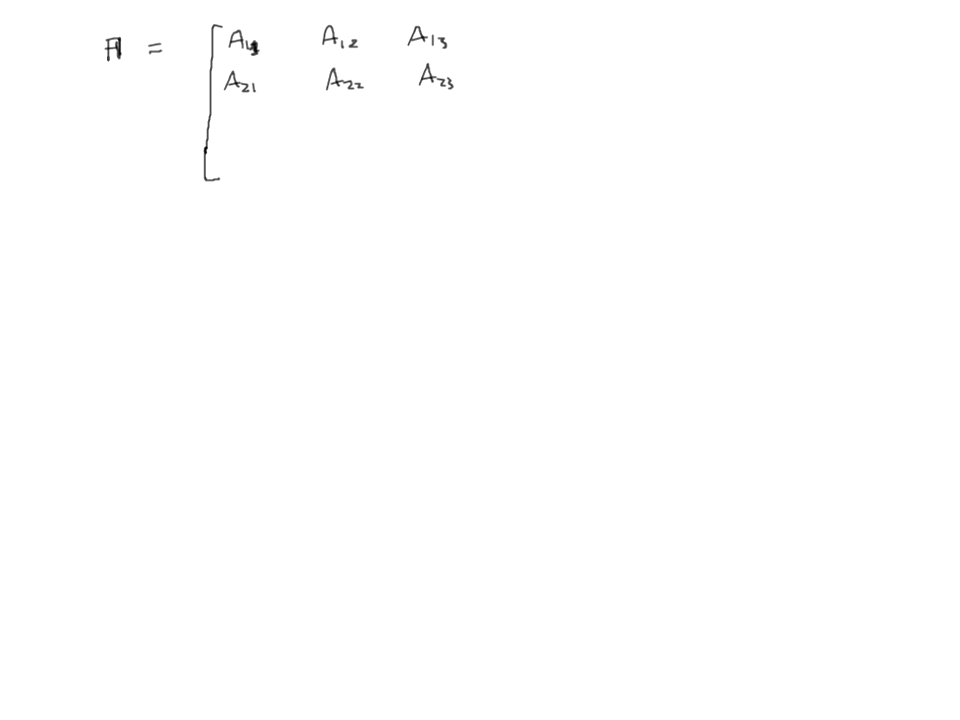 A = [ A₁₁ A₁₂ A₁₃
A₂₁ A₂₂ A₂₃